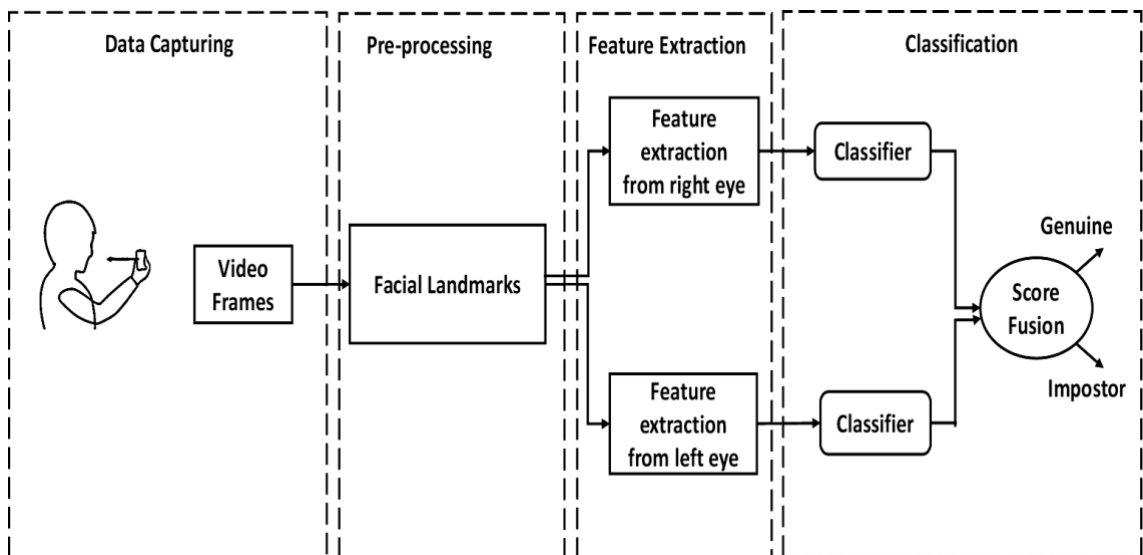 Data Capturing
Pre-processing
Feature Extraction
Classification
Video
Frames
Facial Landmarks
Feature
extraction
from right eye
Classifier
Feature
extraction
from left eye
Classifier
Score
Fusion
Genuine
Impostor